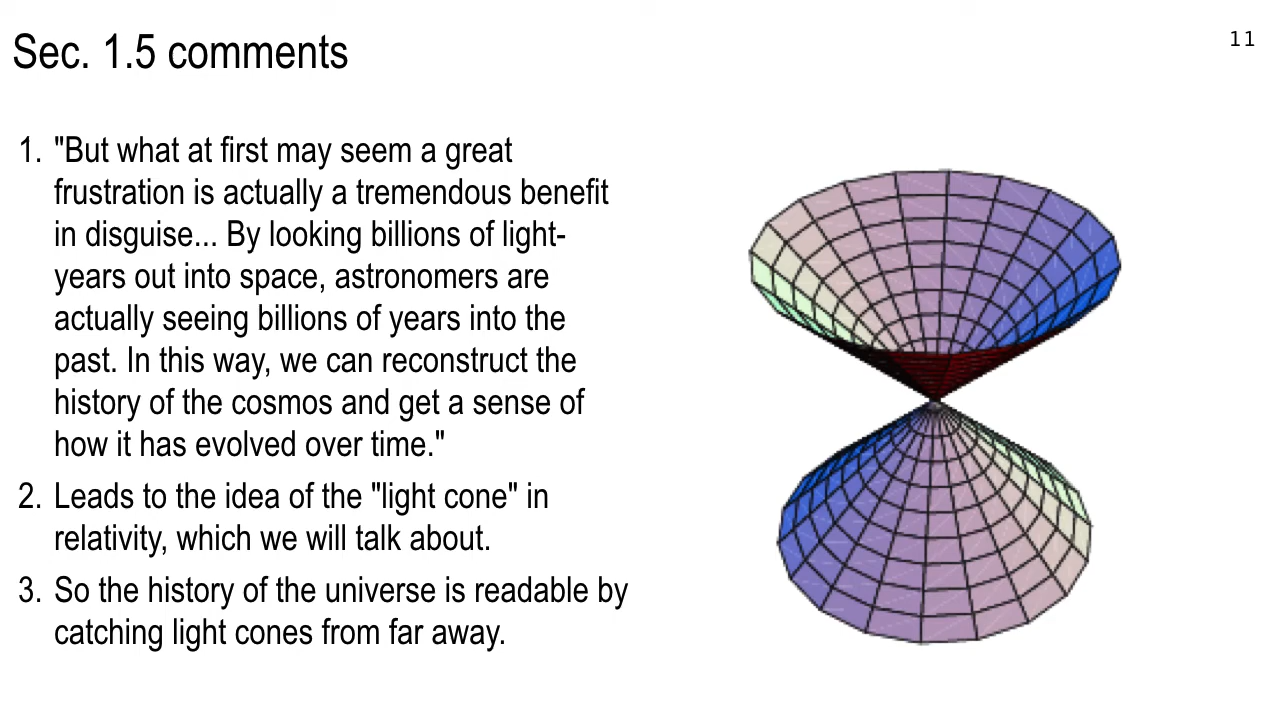 Sec. 1.5 comments
11
1. "But what at first may seem a great
frustration is actually a tremendous benefit
in disguise... By looking billions of light-
years out into space, astronomers are
actually seeing billions of years into the
past. In this way, we can reconstruct the
history of the cosmos and get a sense of
how it has evolved over time."
2. Leads to the idea of the "light cone" in
relativity, which we will talk about.
3. So the history of the universe is readable by
catching light cones from far away.